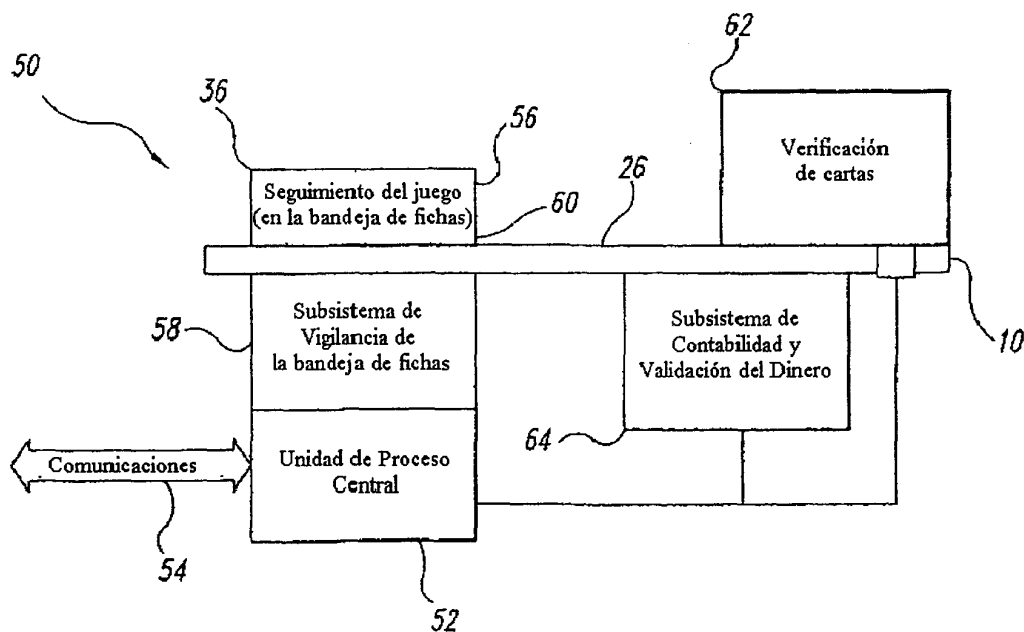 62
50
36
56
Verificación
de cartas
Seguimiento del juego
(en la bandeja de fichas)
60
26
Subsistema de
Vigilancia de
la bandeja de fichas
58
Subsistema de
Contabilidad y
Validación del Dinero
10
64
Comunicaciones
Unidad de Proceso
Central
54
52